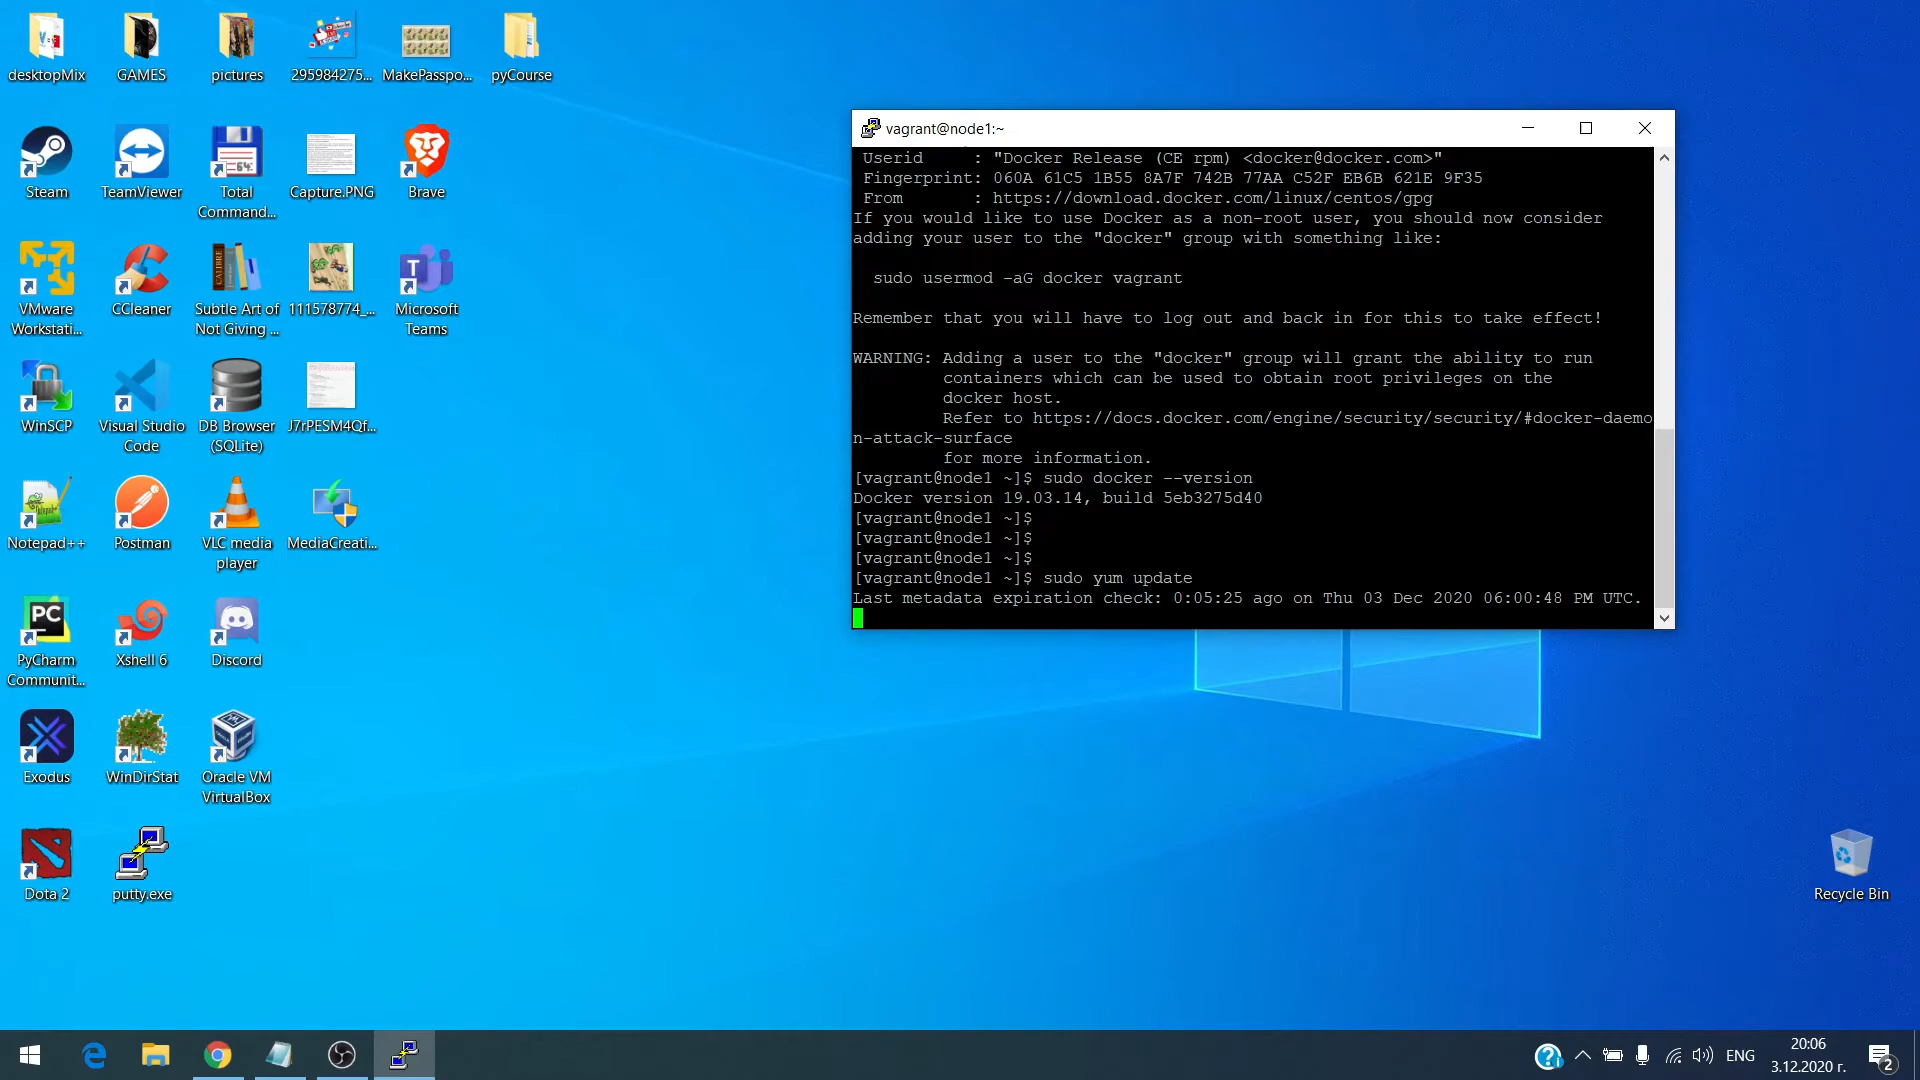 desktopMix
GAMES
pictures
295984275...
MakePasspo...
pyCourse
Steam
TeamViewer
64
Total
Command...
Capture.PNG
Brave
VMware
Workstati...
CCleaner
CALIBRE
Subtle Art of
Not Giving ...
111578774_...
T
Microsoft
Teams
WinSCP
Visual Studio
Code
DB Browser
(SQLite)
J7rPESM4Qf...
Notepad++
Postman
VLC media
player
MediaCreati...
PC
PyCharm
Communit...
Xshell 6
Discord
Exodus
WinDirStat
Oracle VM
VirtualBox
Dota 2
putty.exe
vagrant@node1:~
Userid     : "Docker Release (CE rpm) <docker@docker.com>"
Fingerprint: 060A 61C5 1B55 8A7F 742B 77AA C52F EB6B 621E 9F35
From       : https://download.docker.com/linux/centos/gpg
If you would like to use Docker as a non-root user, you should now consider
adding your user to the "docker" group with something like:
sudo usermod -aG docker vagrant
Remember that you will have to log out and back in for this to take effect!
WARNING: Adding a user to the "docker" group will grant the ability to run
containers which can be used to obtain root privileges on the
docker host.
Refer to https://docs.docker.com/engine/security/security/#docker-daemo
n-attack-surface
for more information.
[vagrant@node1 ~]$ sudo docker --version
Docker version 19.03.14, build 5eb3275d40
[vagrant@node1 ~]$
[vagrant@node1 ~]$
[vagrant@node1 ~]$
[vagrant@node1 ~]$ sudo yum update
Last metadata expiration check: 0:05:25 ago on Thu 03 Dec 2020 06:00:48 PM UTC.
Recycle Bin
ENG
20:06
3.12.2020 г.
2